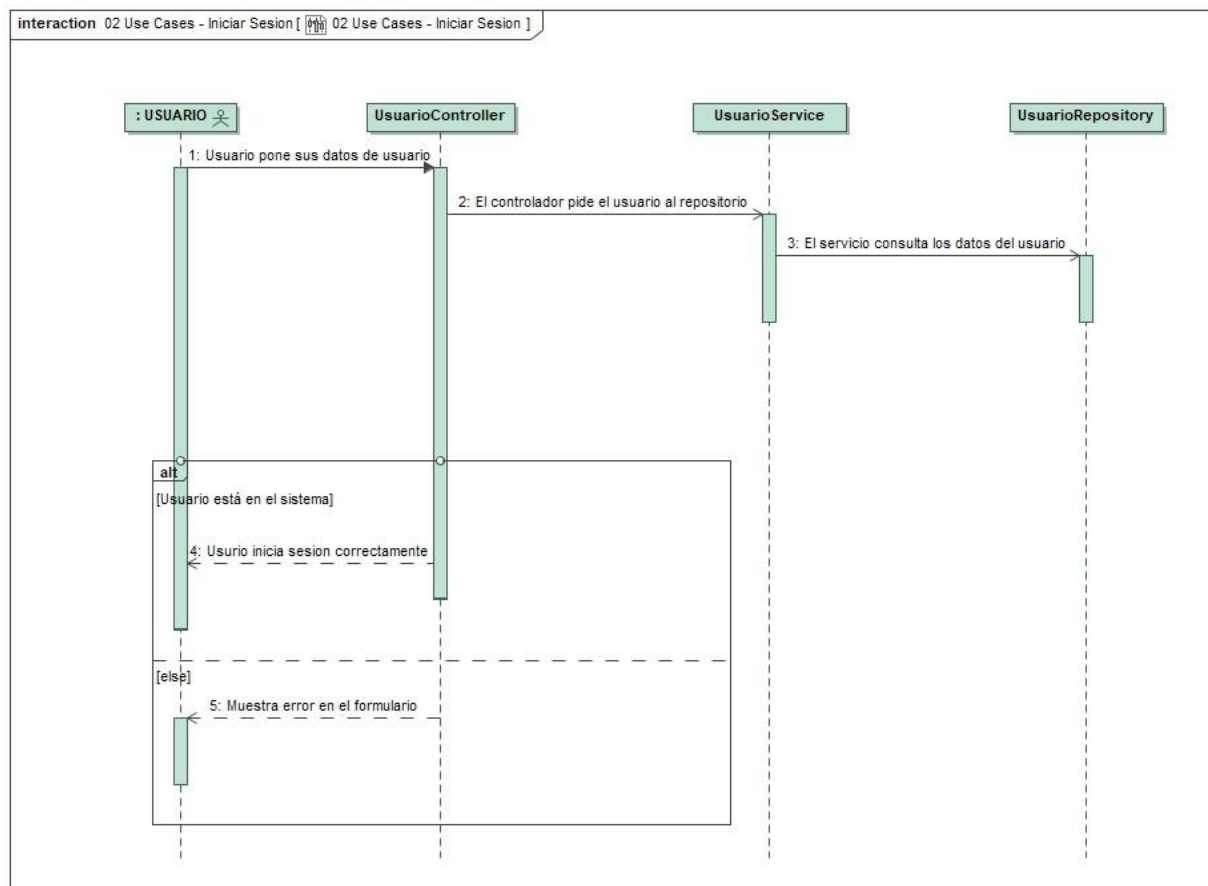 interaction 02 Use Cases - Iniciar Sesion [ 02 Use Cases - Iniciar Sesion ]
: USUARIO
UsuarioController
UsuarioService
UsuarioRepository
1: Usuario pone sus datos de usuario
2: El controlador pide el usuario al repositorio
3: El servicio consulta los datos del usuario
alt
[Usuario está en el sistema]
4: Usurio inicia sesion correctamente
[else]
5: Muestra error en el formulario